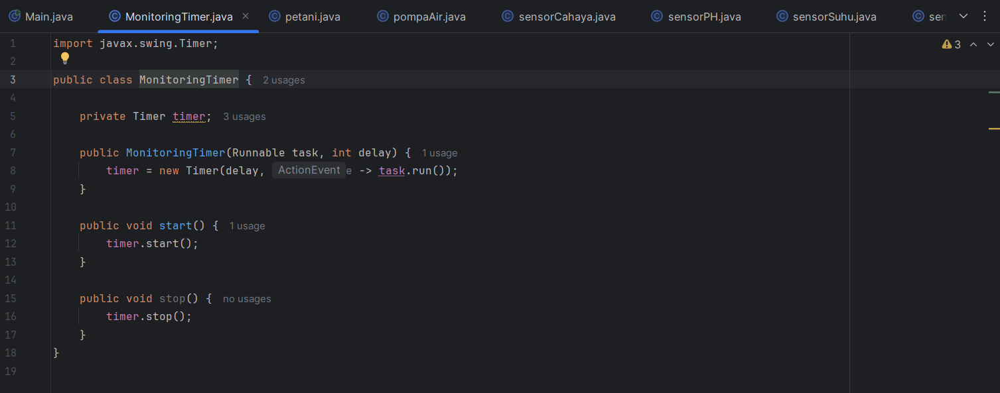 Main.java MonitoringTimer.java petani.java pompaAir.java sensorCahaya.java sensorPH.java sensorSuhu.java sen
1 import javax.swing.Timer; 3
2
3 public class MonitoringTimer { 2 usages
4
5 private Timer timer; 3 usages
6
7 public MonitoringTimer(Runnable task, int delay) { 1 usage
8 timer = new Timer(delay, ActionEvent e -> task.run());
9 }
10
11 public void start() { 1 usage
12 timer.start();
13 }
14
15 public void stop() { no usages
16 timer.stop();
17 }
18 }
19